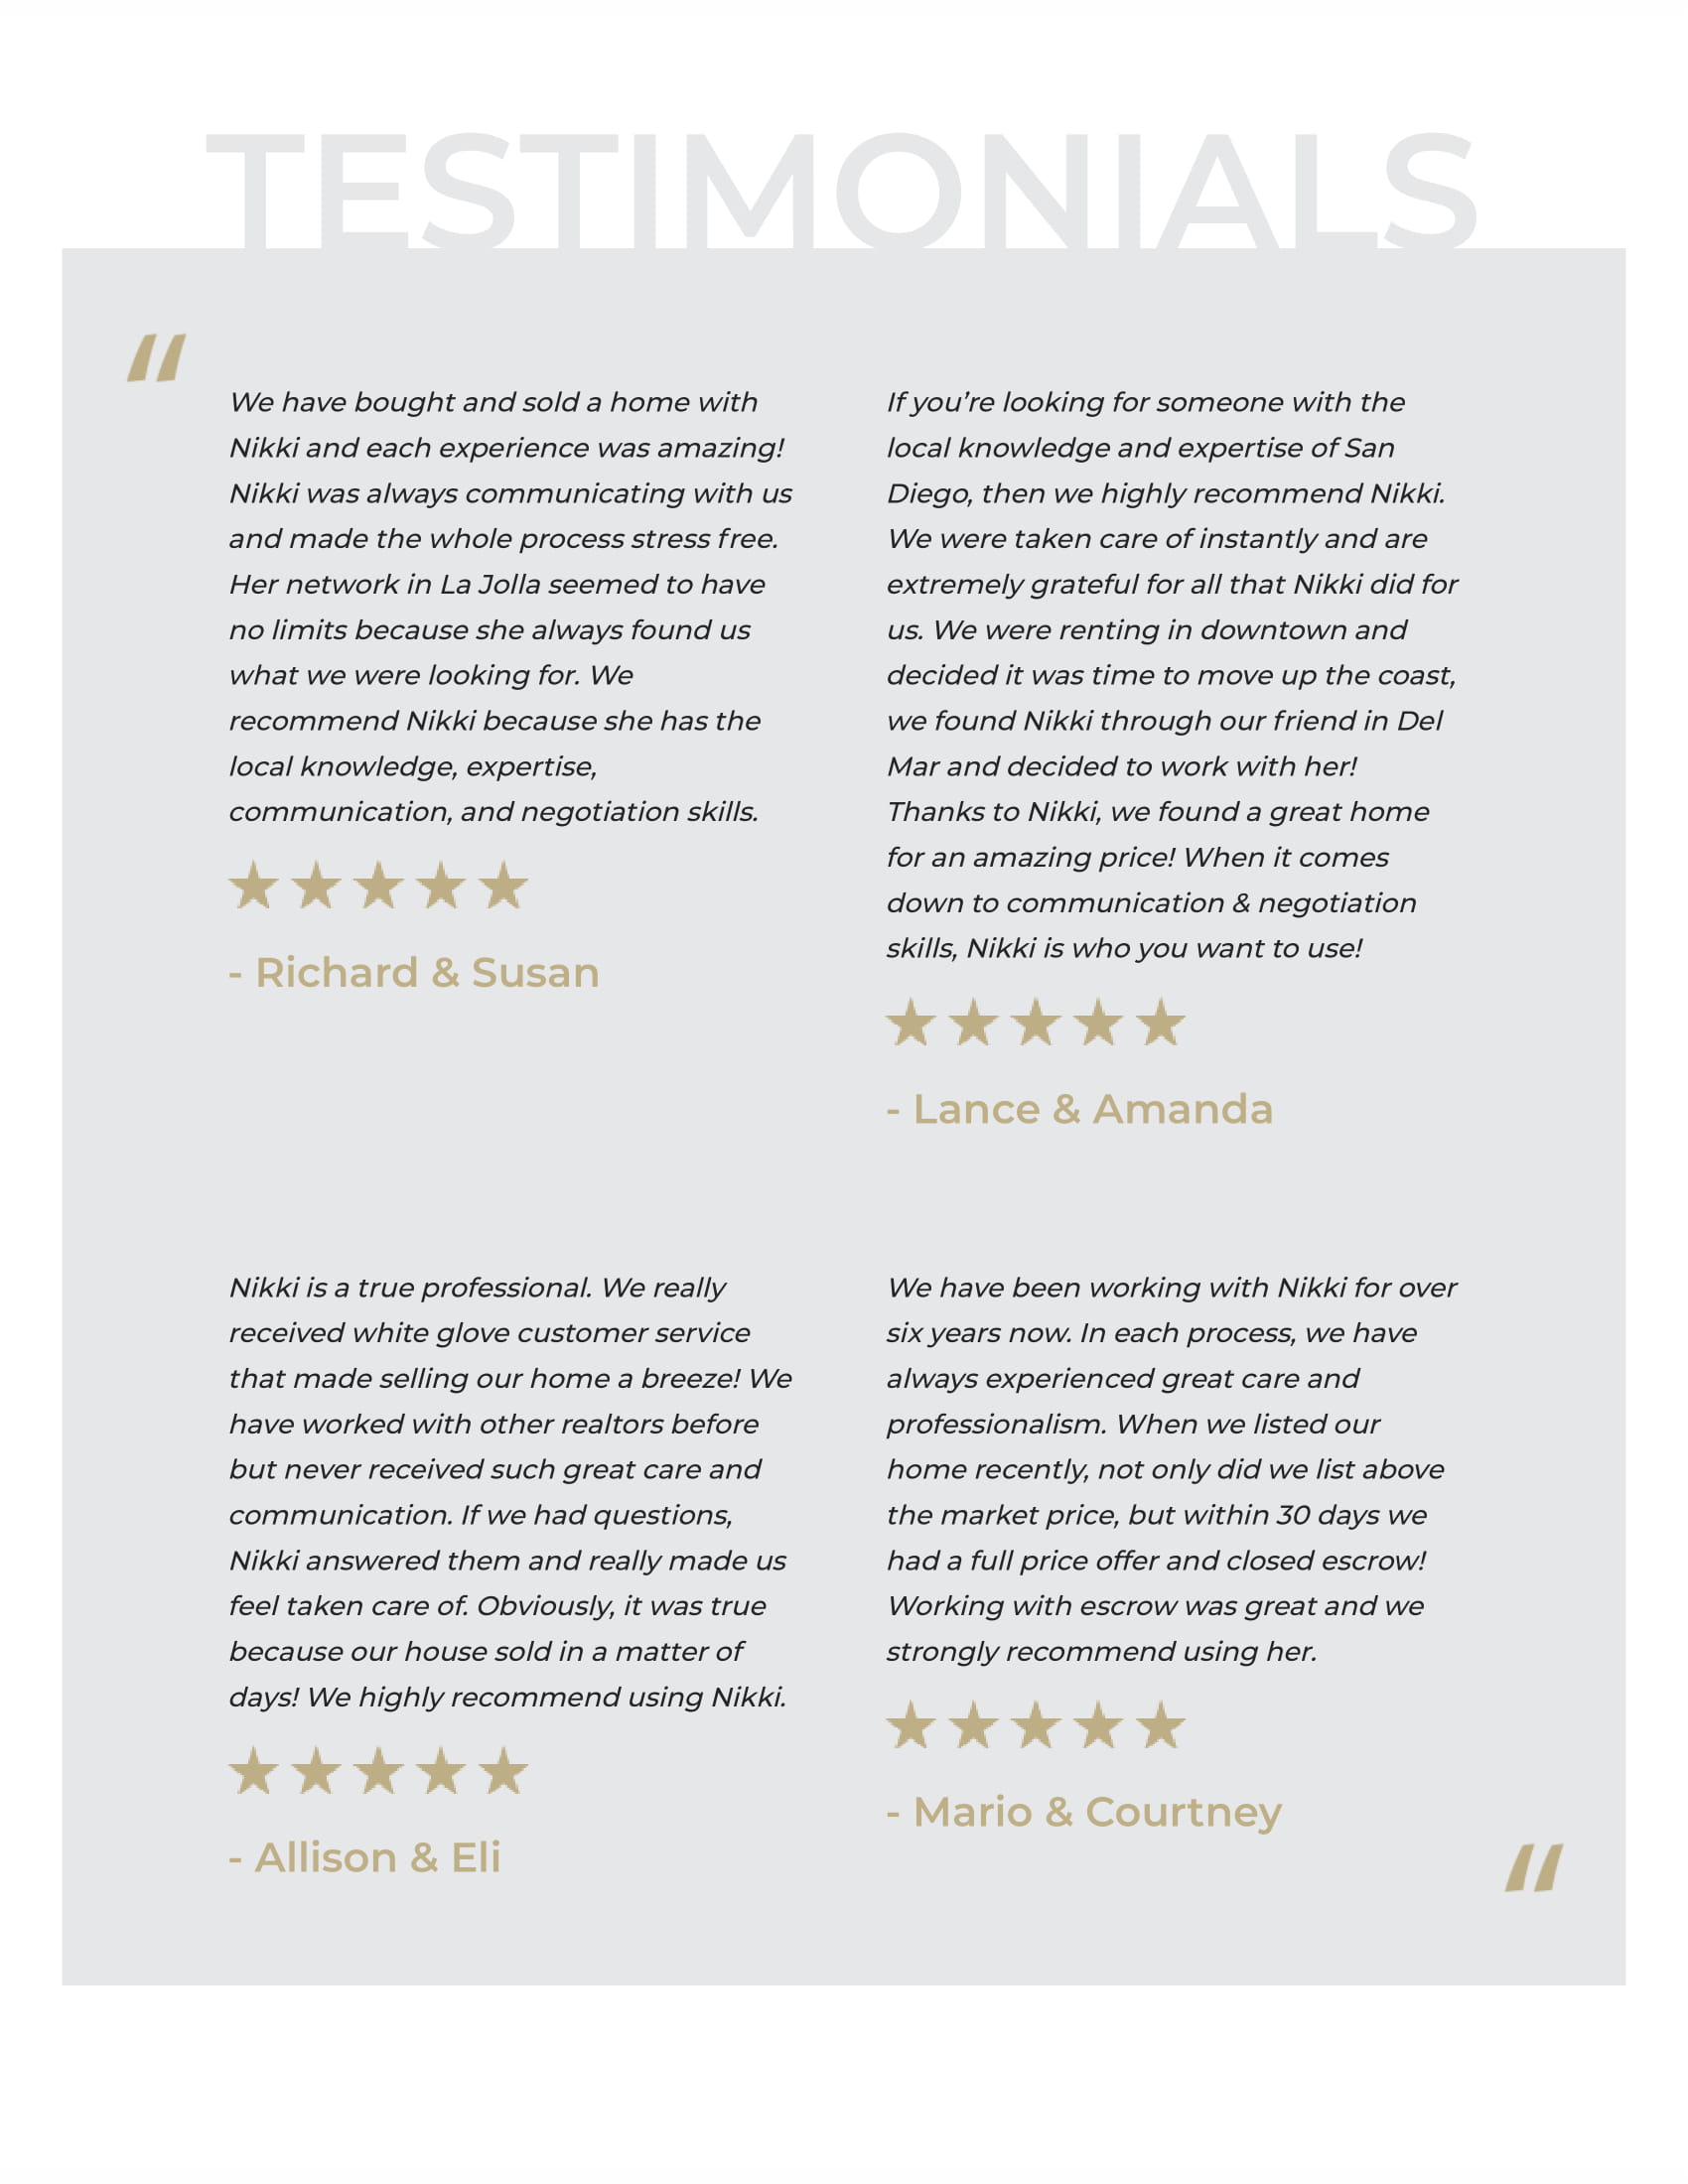 TESTIMONIALS
“
We have bought and sold a home with
Nikki and each experience was amazing!
Nikki was always communicating with us
and made the whole process stress free.
Her network in La Jolla seemed to have
no limits because she always found us
what we were looking for. We
recommend Nikki because she has the
local knowledge, expertise,
communication, and negotiation skills.
★★★★★
- Richard & Susan
If you’re looking for someone with the
local knowledge and expertise of San
Diego, then we highly recommend Nikki.
We were taken care of instantly and are
extremely grateful for all that Nikki did for
us. We were renting in downtown and
decided it was time to move up the coast,
we found Nikki through our friend in Del
Mar and decided to work with her!
Thanks to Nikki, we found a great home
for an amazing price! When it comes
down to communication & negotiation
skills, Nikki is who you want to use!
★★★★★
- Lance & Amanda
Nikki is a true professional. We really
received white glove customer service
that made selling our home a breeze! We
have worked with other realtors before
but never received such great care and
communication. If we had questions,
Nikki answered them and really made us
feel taken care of. Obviously, it was true
because our house sold in a matter of
days! We highly recommend using Nikki.
★★★★★
- Allison & Eli
We have been working with Nikki for over
six years now. In each process, we have
always experienced great care and
professionalism. When we listed our
home recently, not only did we list above
the market price, but within 30 days we
had a full price offer and closed escrow!
Working with escrow was great and we
strongly recommend using her.
★★★★★
- Mario & Courtney
“